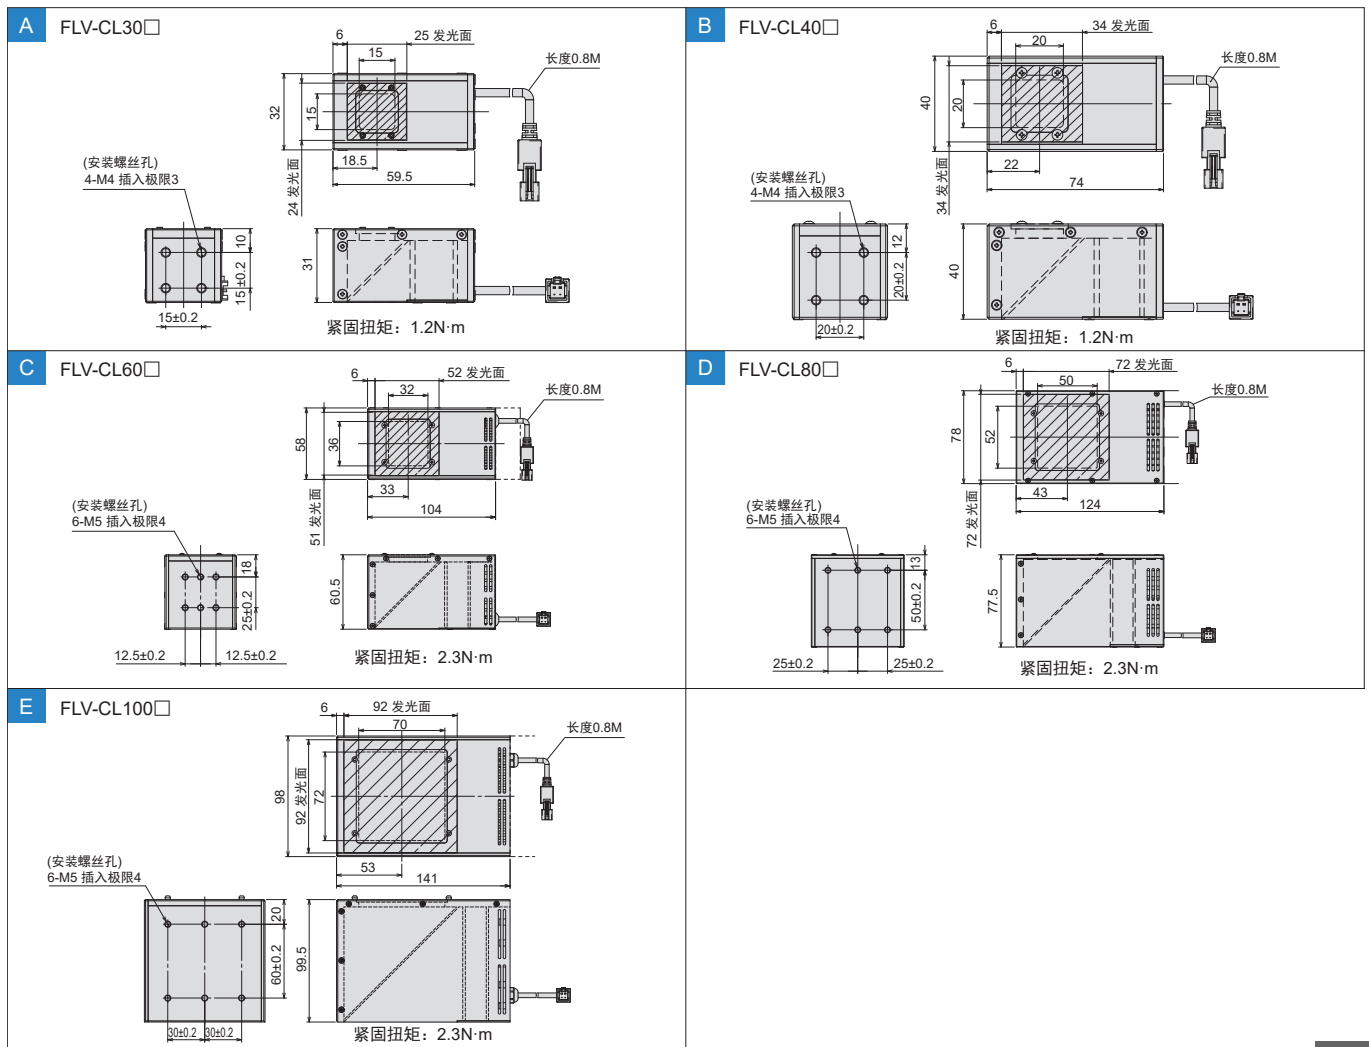 A FLV-CL30□
6
25 发光面
15
长度0.8M
32
15
24 发光面
18.5
59.5
(安装螺丝孔)
4-M4 插入极限3
10
15±0.2
15±0.2
31
紧固扭矩：1.2N·m
B FLV-CL40□
6
34 发光面
20
长度0.8M
40
20
34 发光面
22
74
(安装螺丝孔)
4-M4 插入极限3
12
20±0.2
20±0.2
40
紧固扭矩：1.2N·m
C FLV-CL60□
6
52 发光面
32
长度0.8M
58
36
51 发光面
33
104
(安装螺丝孔)
6-M5 插入极限4
18
25±0.2
12.5±0.2
12.5±0.2
60.5
紧固扭矩：2.3N·m
D FLV-CL80□
6
72 发光面
50
长度0.8M
78
52
72 发光面
43
124
(安装螺丝孔)
6-M5 插入极限4
13
50±0.2
25±0.2
25±0.2
77.5
紧固扭矩：2.3N·m
E FLV-CL100□
6
92 发光面
70
长度0.8M
98
92 发光面
72
53
141
(安装螺丝孔)
6-M5 插入极限4
20
60±0.2
30±0.2
30±0.2
99.5
紧固扭矩：2.3N·m